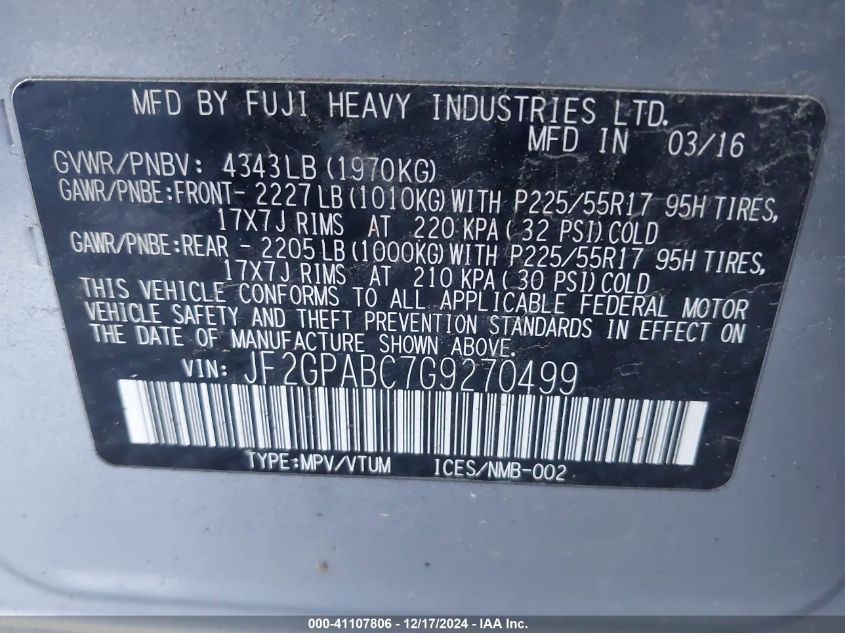 MFD BY FUJI HEAVY INDUSTRIES LTD.
MFD IN 03/16
GVWR/PNBV: 4343LB (1970KG)
GAWR/PNBE:FRONT- 2227LB (1010KG) WITH P225/55R17 95H TIRES,
17X7J RIMS AT 220 KPA ( 32 PSI) COLD
GAWR/PNBE:REAR - 2205LB (1000KG) WITH P225/55R17 95H TIRES,
17X7J RIMS AT 210 KPA ( 30 PSI) COLD
THIS VEHICLE CONFORMS TO ALL APPLICABLE FEDERAL MOTOR
VEHICLE SAFETY AND THEFT PREVENTION STANDARDS IN EFFECT ON
THE DATE OF MANUFACTURE SHOWN ABOVE.
VIN: JF2GPABC7G9270499
TYPE:MPV/VTUM ICES/NMB-002
000-41107806 - 12/17/2024 - IAA Inc.